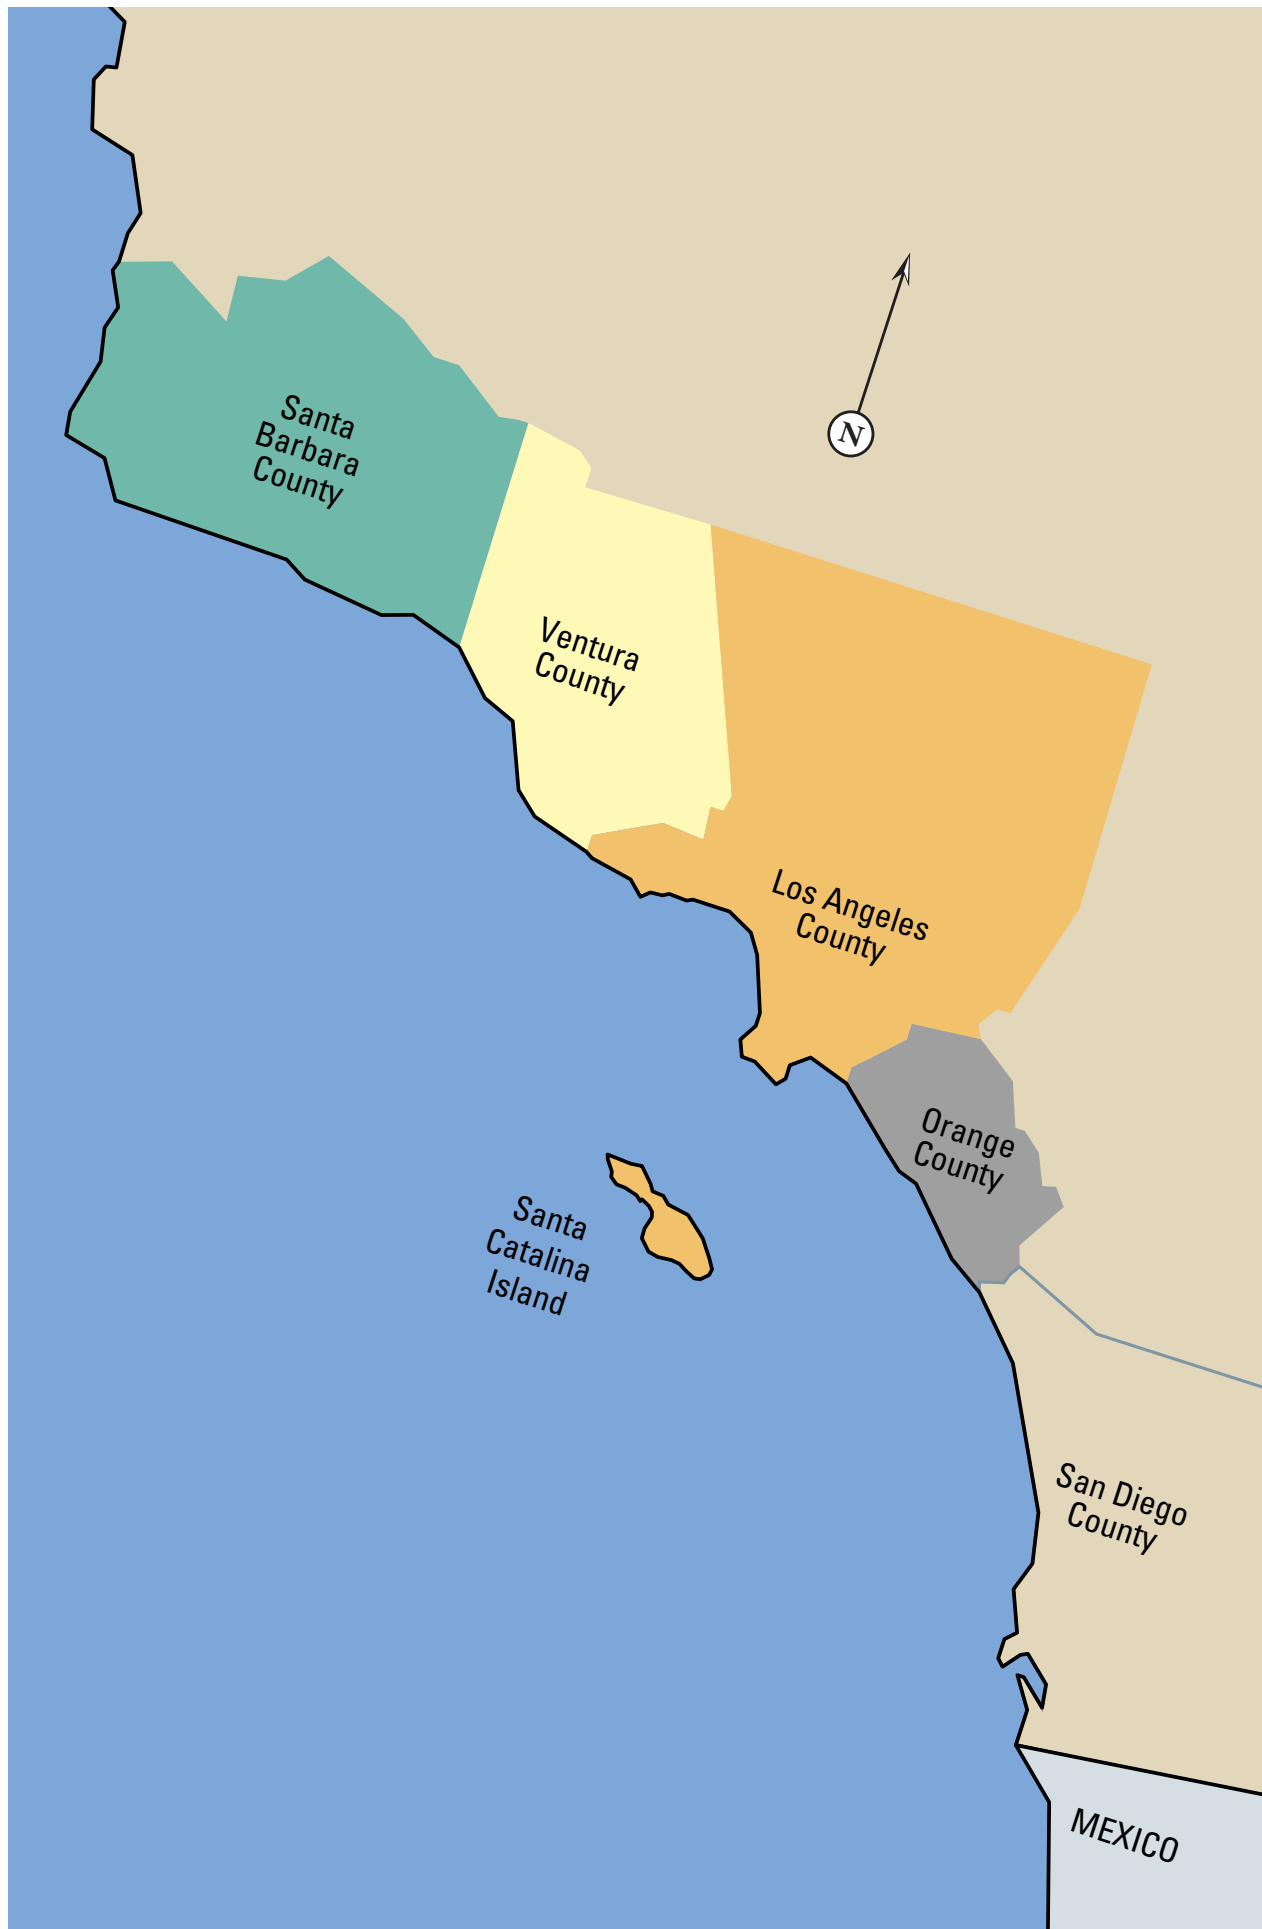 N
Santa
Barbara
County
Ventura
County
Los Angeles
County
Orange
County
Santa
Catalina
Island
San Diego
County
MEXICO